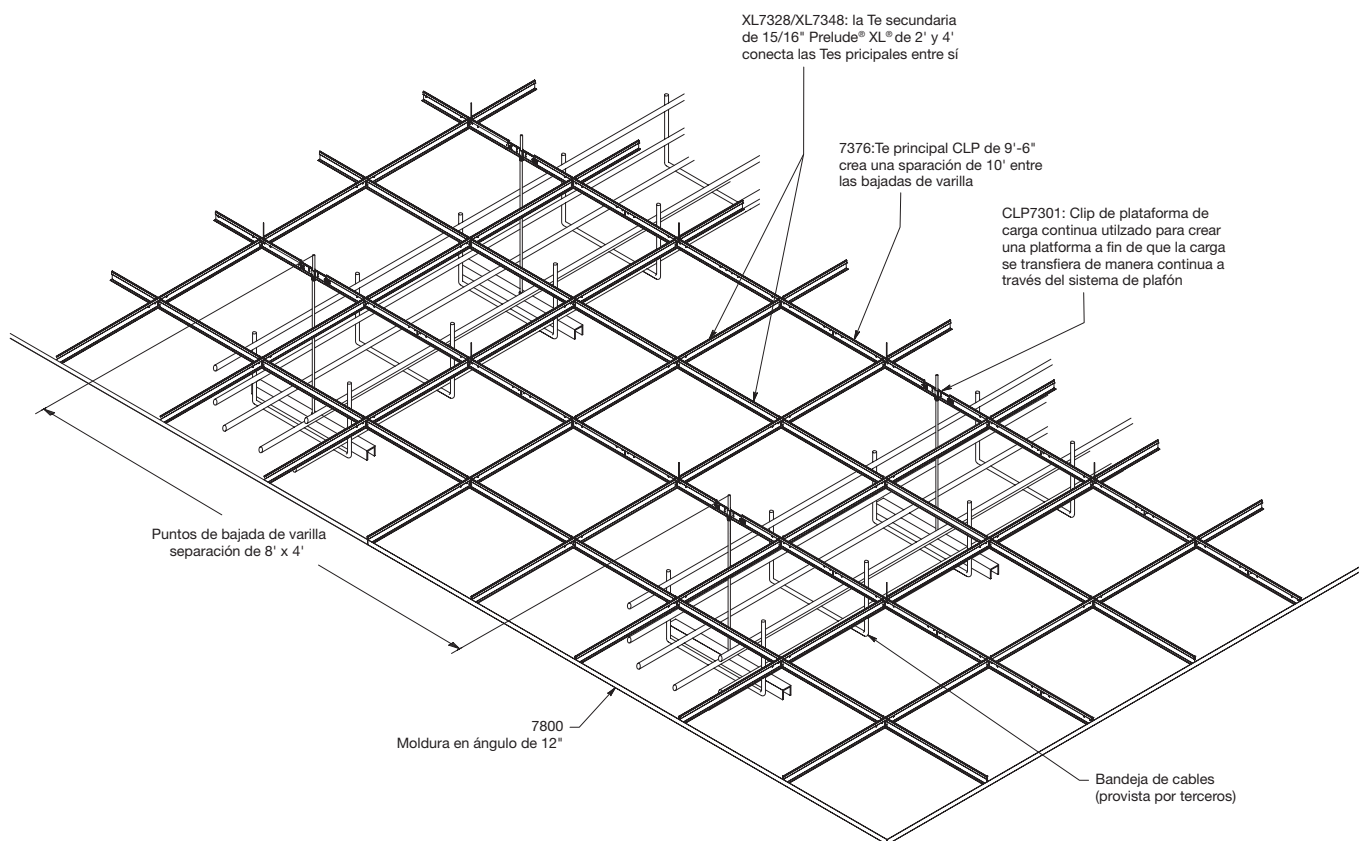 XL7328/XL7348: la Te secundaria
de 15/16" Prelude® XL® de 2' y 4'
conecta las Tes pricipales entre sí
7376:Te principal CLP de 9'-6"
crea una sparación de 10' entre
las bajadas de varilla
CLP7301: Clip de plataforma de
carga continua utilzado para crear
una platforma a fin de que la carga
se transfiera de manera continua a
través del sistema de plafón
Puntos de bajada de varilla
separación de 8' x 4'
7800
Moldura en ángulo de 12"
Bandeja de cables
(provista por terceros)